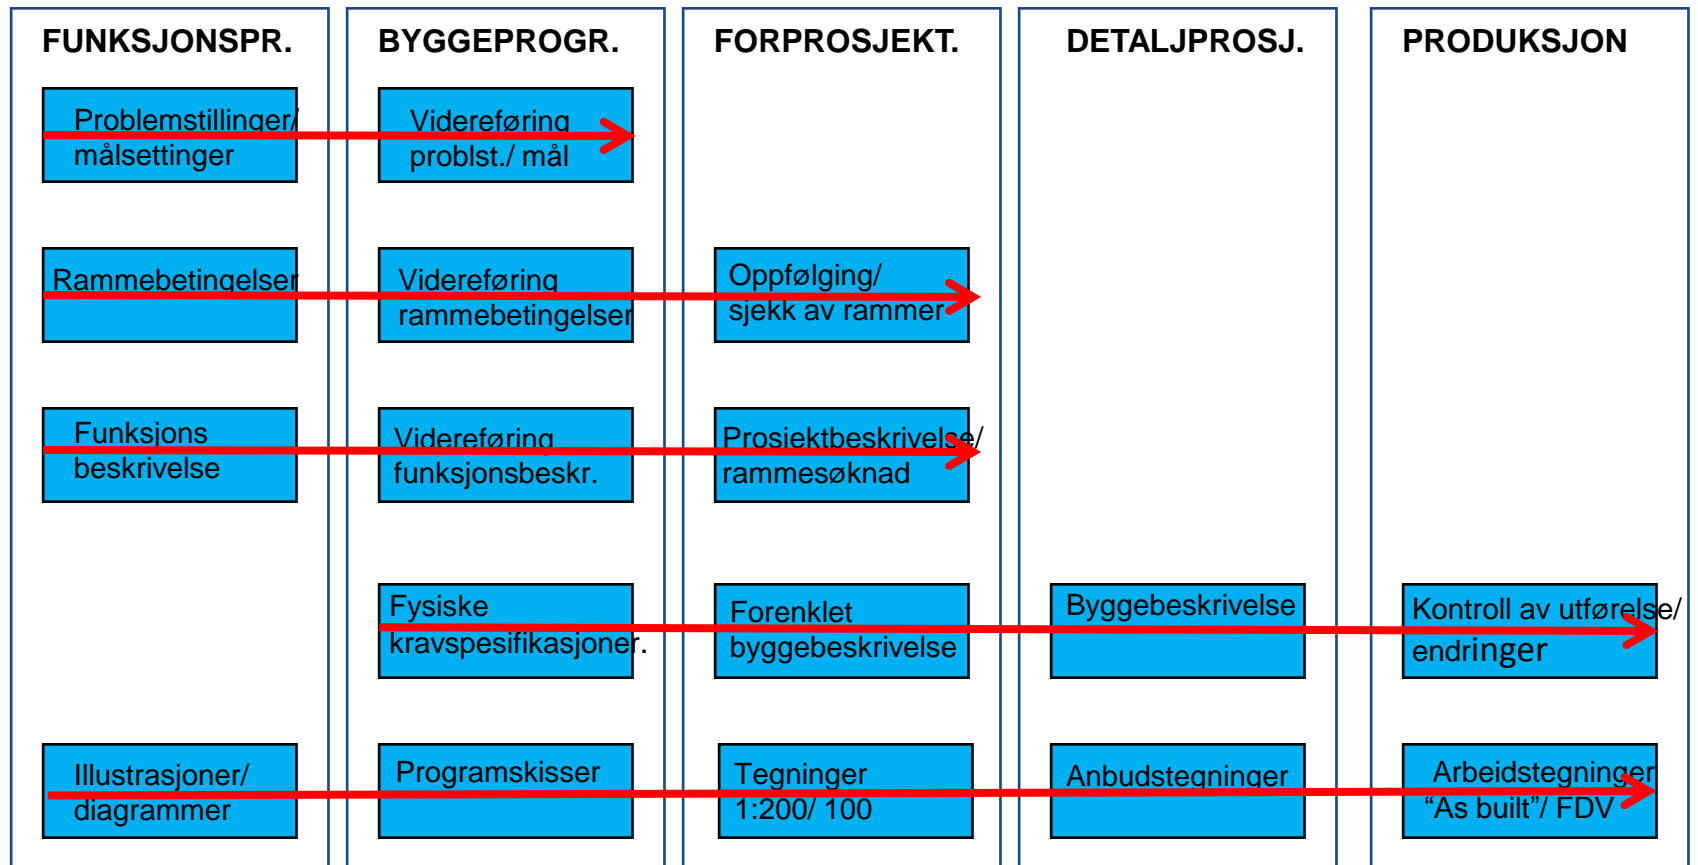 FUNKSJONSPR.
BYGGEPROGR.
FORPROSJEKT.
DETALJPROSJ.
PRODUKSJON
Problemstillinger/
målsettinger
Videreføring
problst./ mål
Rammebetingelser
Videreføring
rammebetingelser
Oppfølging/
sjekk av rammer
Funksjons
beskrivelse
Videreføring
funksjonsbeskr.
Prosjektbeskrivelse/
rammesøknad
Fysiske
kravspesifikasjoner.
Forenklet
byggebeskrivelse
Byggebeskrivelse
Kontroll av utførelse/
endringer
Illustrasjoner/
diagrammer
Programskisser
Tegninger
1:200/ 100
Anbudstegninger
Arbeidstegninger
“As built”/ FDV